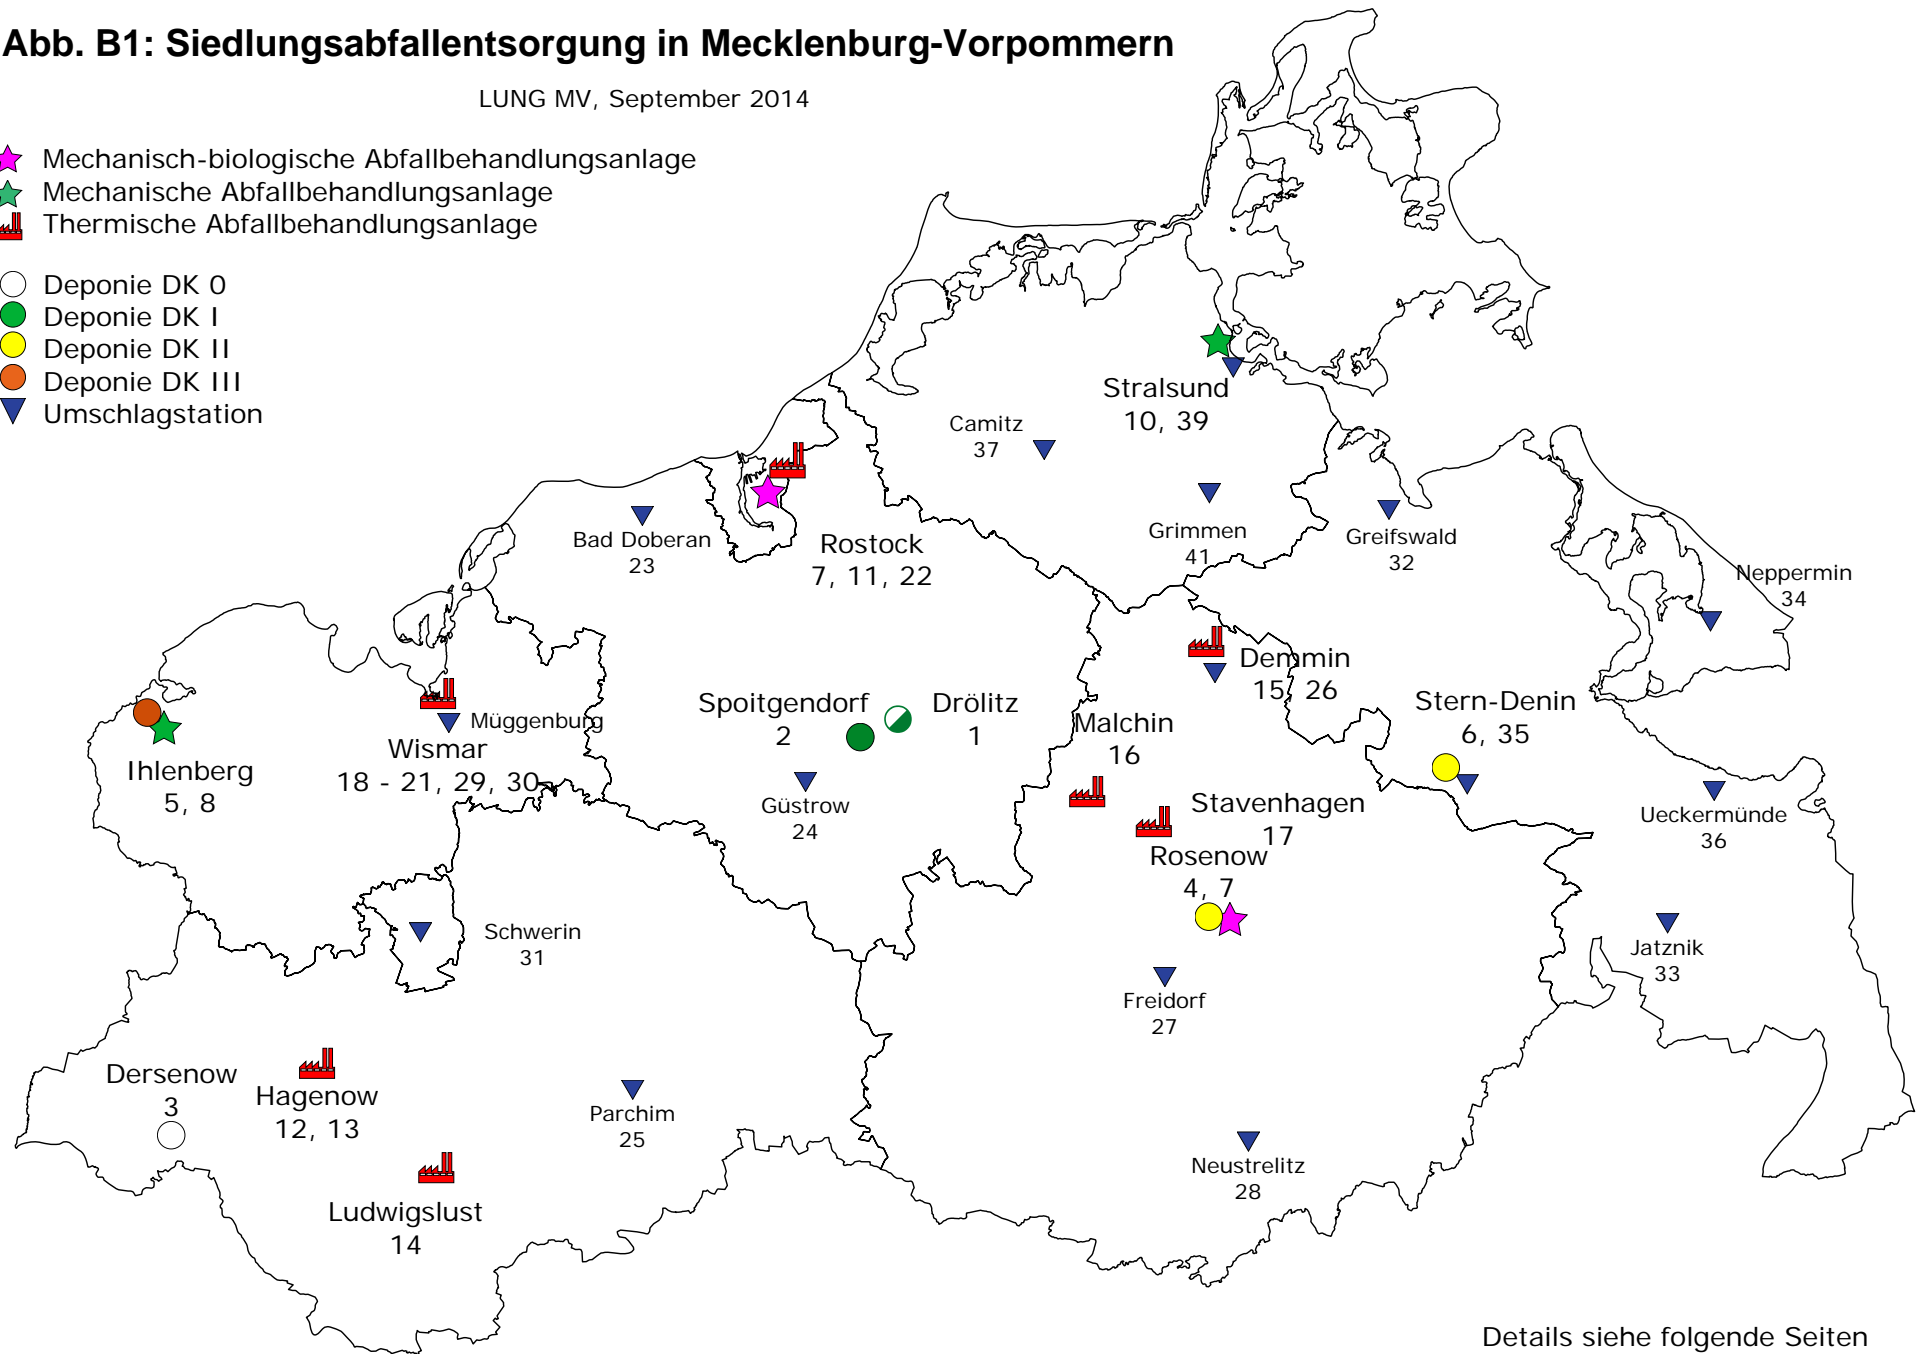 Abb. B1: Siedlungsabfallentsorgung in Mecklenburg-Vorpommern
LUNG MV, September 2014
Mechanisch-biologische Abfallbehandlungsanlage
Mechanische Abfallbehandlungsanlage
Thermische Abfallbehandlungsanlage
Deponie DK 0
Deponie DK I
Deponie DK II
Deponie DK III
Umschlagstation
Stralsund
10, 39
Camitz
37
Grimmen
41
Greifswald
32
Bad Doberan
23
Rostock
7, 11, 22
Neppermin
34
Demmin
15, 26
Spoitgendorf
2
Drölitz
1
Stern-Denin
6, 35
Malchin
16
Müggenburg
Wismar
18 - 21, 29, 30
Ihlenberg
5, 8
Güstrow
24
Stavenhagen
17
Ueckermünde
36
Rosenow
4, 7
Schwerin
31
Jatznik
33
Freidorf
27
Dersenow
3
Hagenow
12, 13
Parchim
25
Neustrelitz
28
Ludwigslust
14
Details siehe folgende Seiten